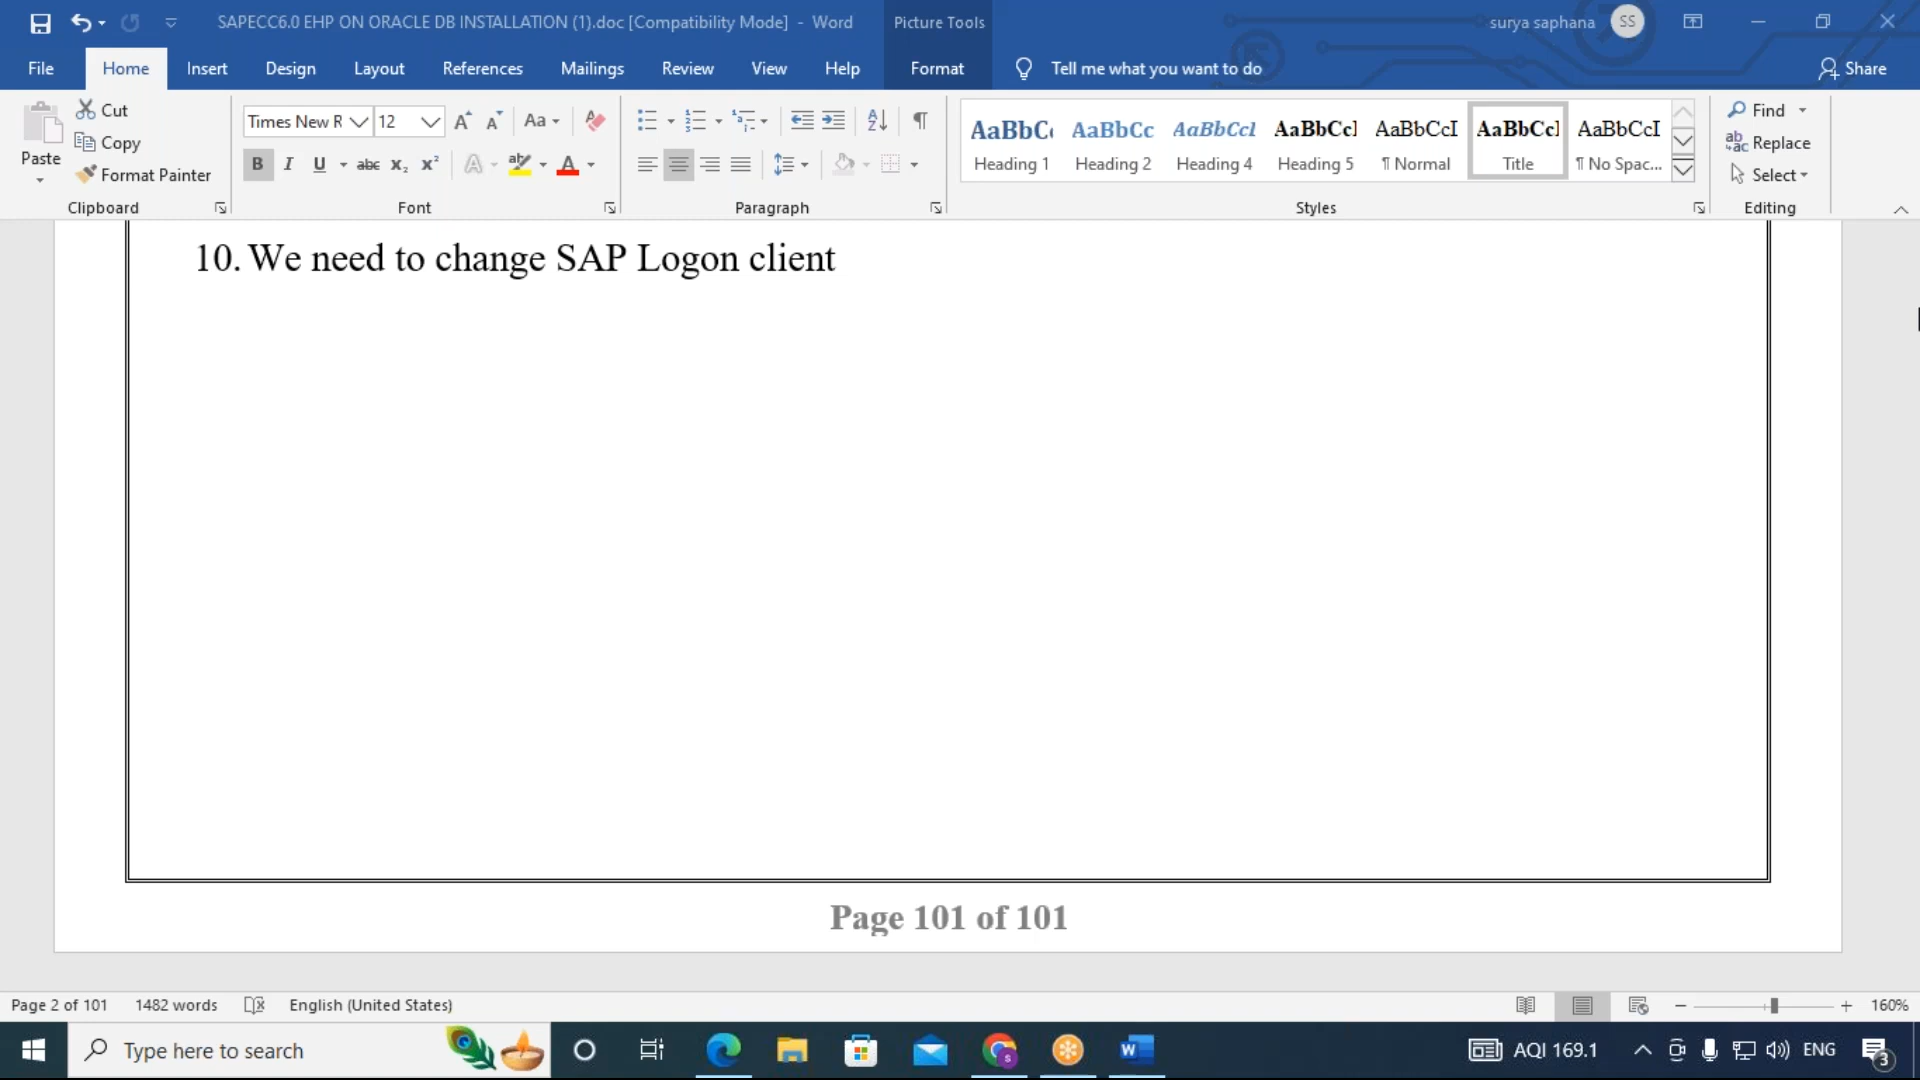 SAPECC6.0 EHP ON ORACLE DB INSTALLATION (1).doc [Compatibility Mode] - Word
Picture Tools
surya saphana
SS
File
Home
Insert
Design
Layout
References
Mailings
Review
View
Help
Format
Tell me what you want to do
Share
Paste
Cut
Copy
Format Painter
Clipboard
Times New R
12
Aa
B I U abc x₂ x²
A
Font
Paragraph
AaBbC
Heading 1
AaBbCc
Heading 2
AaBbCcI
Heading 4
AaBbCcI
Heading 5
AaBbCcI
¶ Normal
AaBbCcI
Title
AaBbCcI
¶ No Spac...
Styles
Find
Replace
Select
Editing
10. We need to change SAP Logon client
Page 101 of 101
Page 2 of 101
1482 words
English (United States)
160%
Type here to search
AQI 169.1
ENG
3